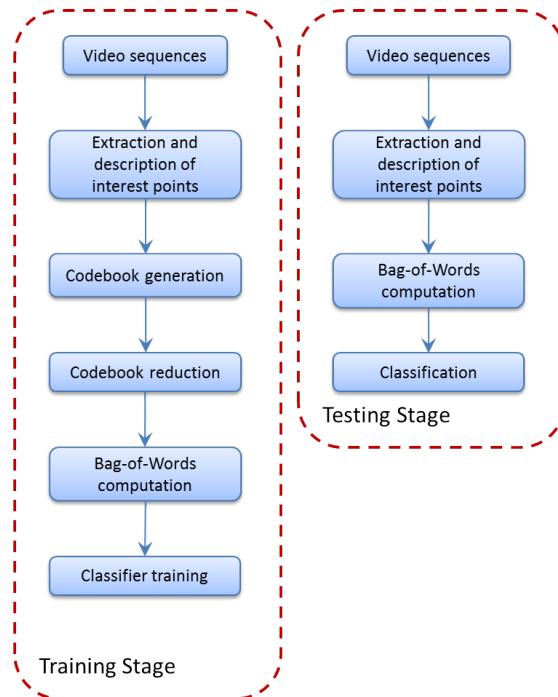 Video sequences
Extraction and
description of
interest points
Codebook generation
Codebook reduction
Bag-of-Words
computation
Classifier training
Training Stage
Video sequences
Extraction and
description of
interest points
Bag-of-Words
computation
Classification
Testing Stage